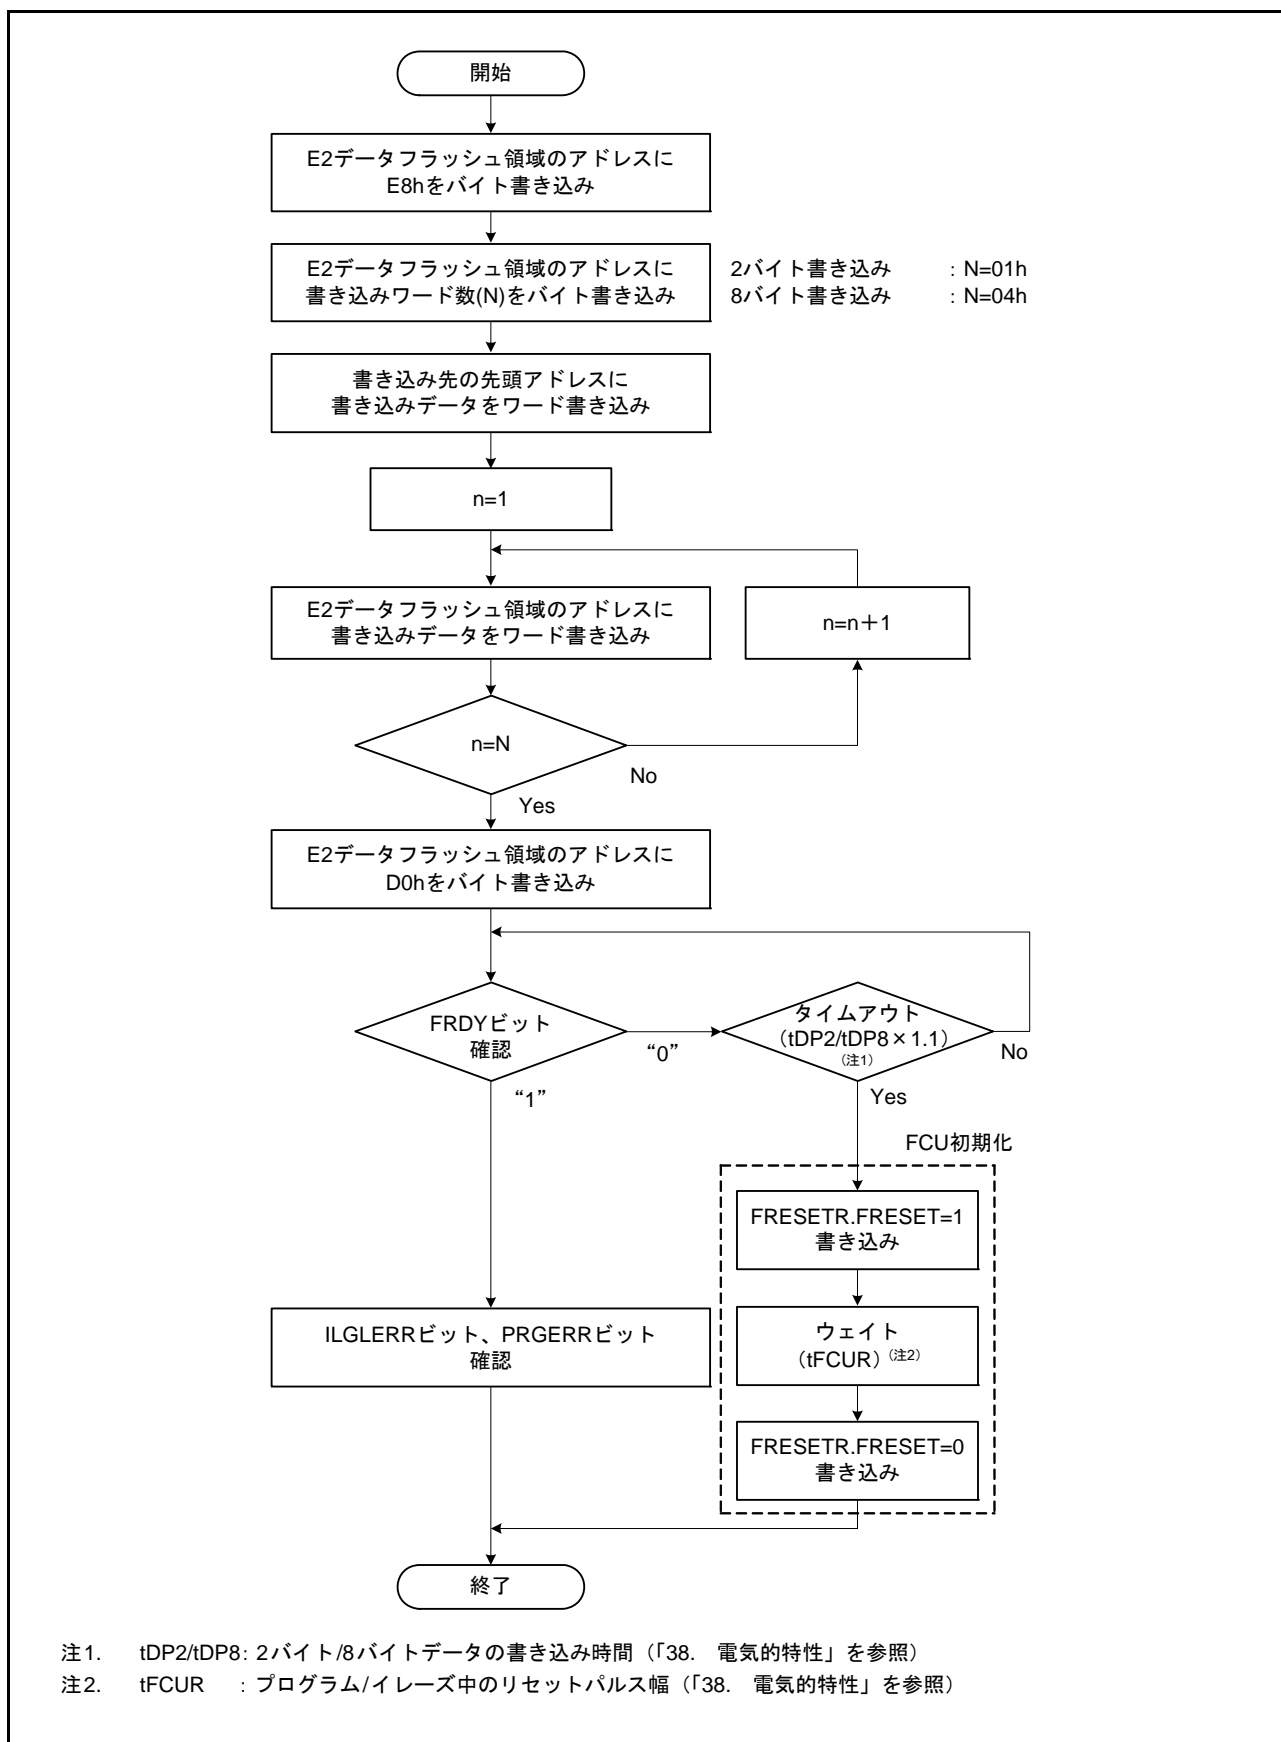 開始
E2データフラッシュ領域のアドレスに
E8hをバイト書き込み
E2データフラッシュ領域のアドレスに
書き込みワード数(N)をバイト書き込み
2バイト書き込み : N=01h
8バイト書き込み : N=04h
書き込み先の先頭アドレスに
書き込みデータをワード書き込み
n=1
E2データフラッシュ領域のアドレスに
書き込みデータをワード書き込み
n=n+1
n=N
No
Yes
E2データフラッシュ領域のアドレスに
D0hをバイト書き込み
FRDYビット
確認
“0”
“1”
タイムアウト
(tDP2/tDP8×1.1)
(注1)
No
Yes
FCU初期化
FRESETR.FRESET=1
書き込み
ウェイト
(tFCUR)(注2)
FRESETR.FRESET=0
書き込み
ILGLERRビット、PRGERRビット
確認
終了
注1. tDP2/tDP8: 2バイト/8バイトデータの書き込み時間(「38. 電気的特性」を参照)
注2. tFCUR : プログラム/イレーズ中のリセットパルス幅(「38. 電気的特性」を参照)